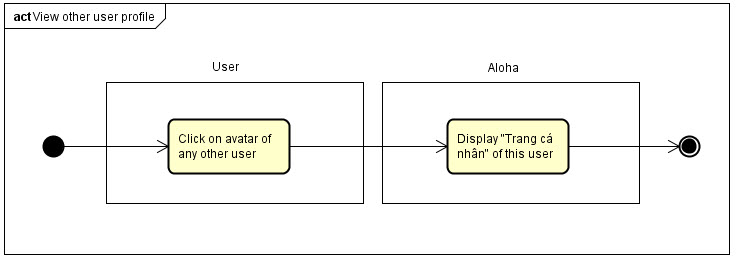 act View other user profile
User
Aloha
Click on avatar of
any other user
Display "Trang cá
nhân" of this user